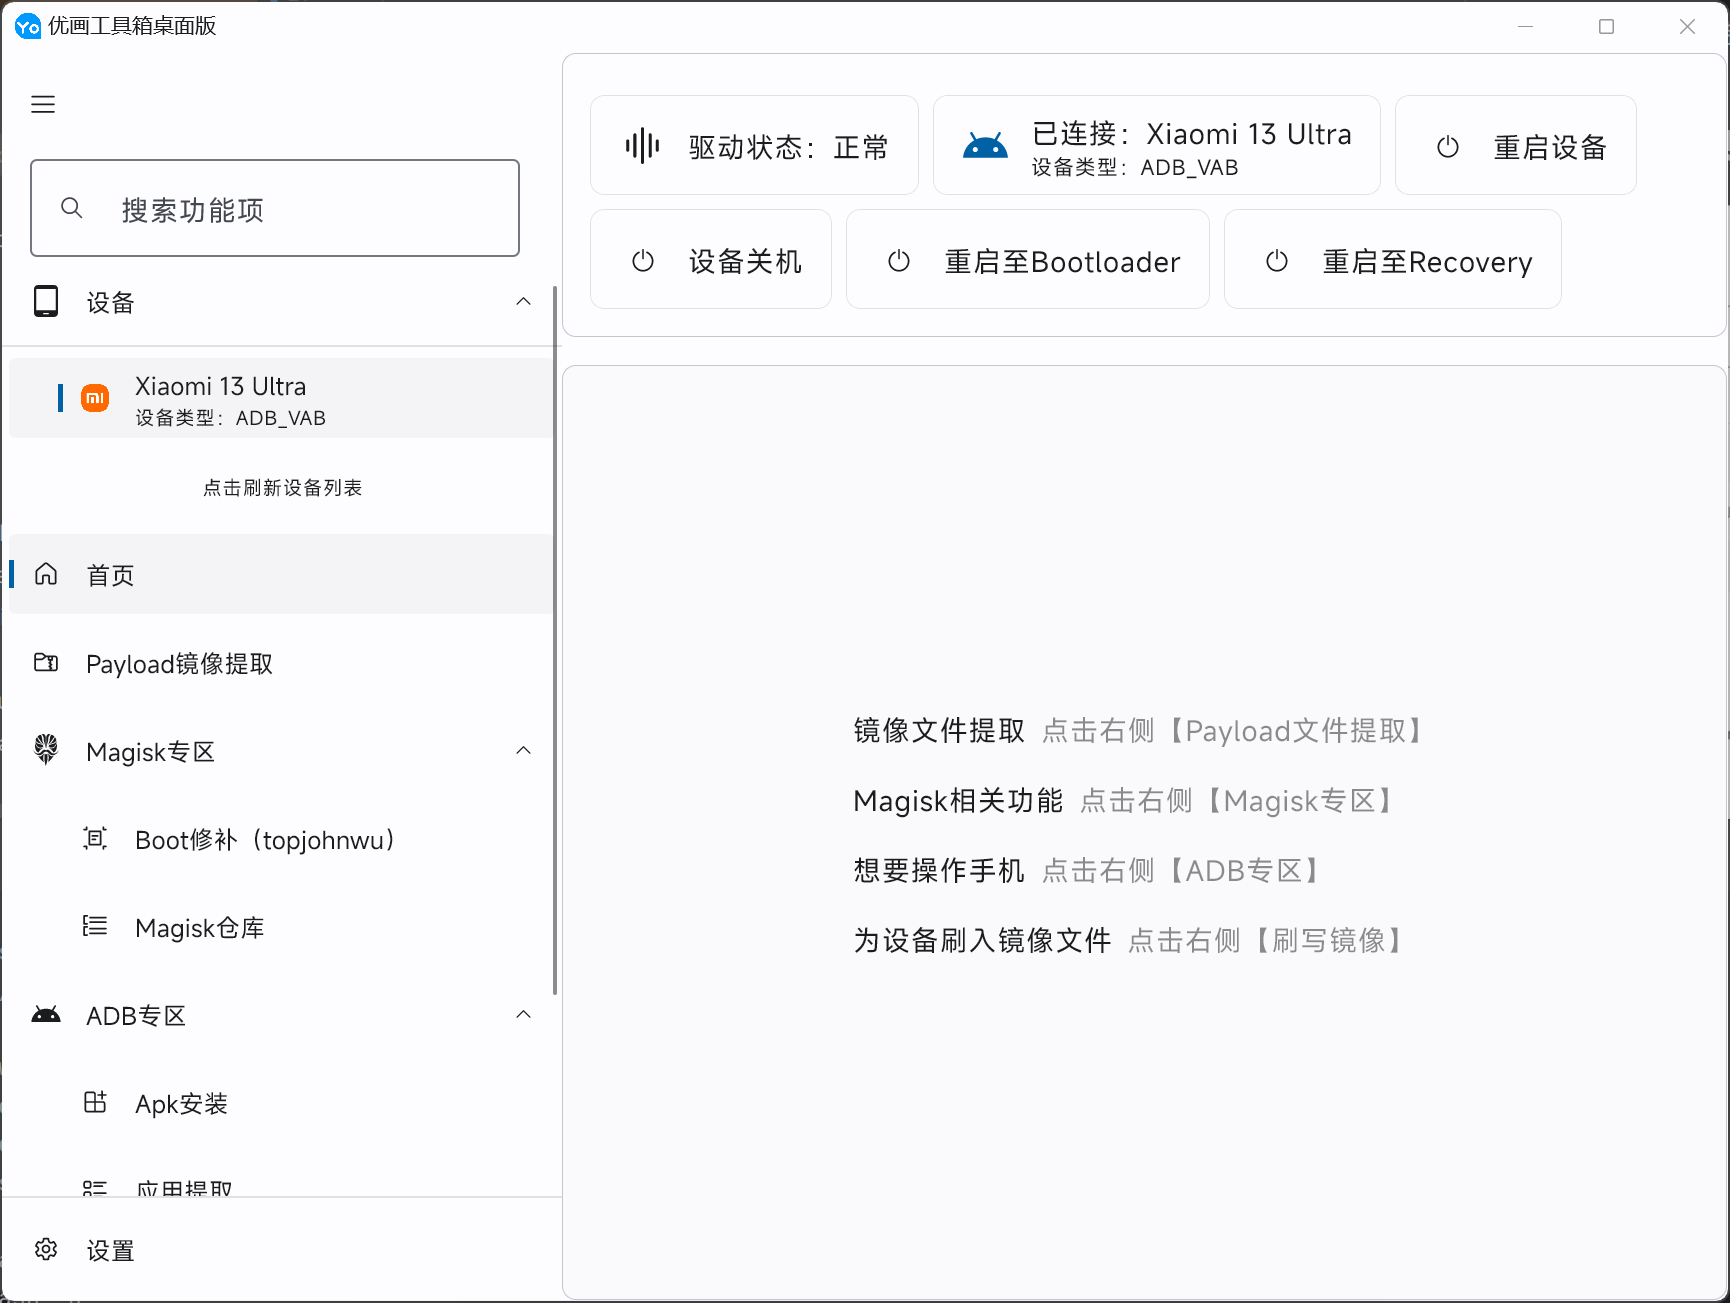 Yo 优画工具箱桌面版
搜索功能项
设备
Xiaomi 13 Ultra
设备类型：ADB_VAB
点击刷新设备列表
首页
Payload镜像提取
Magisk专区
Boot修补（topjohnwu）
Magisk仓库
ADB专区
Apk安装
应用提取
设置
驱动状态：正常
已连接：Xiaomi 13 Ultra
设备类型：ADB_VAB
重启设备
设备关机
重启至Bootloader
重启至Recovery
镜像文件提取 点击右侧【Payload文件提取】
Magisk相关功能 点击右侧【Magisk专区】
想要操作手机 点击右侧【ADB专区】
为设备刷入镜像文件 点击右侧【刷写镜像】